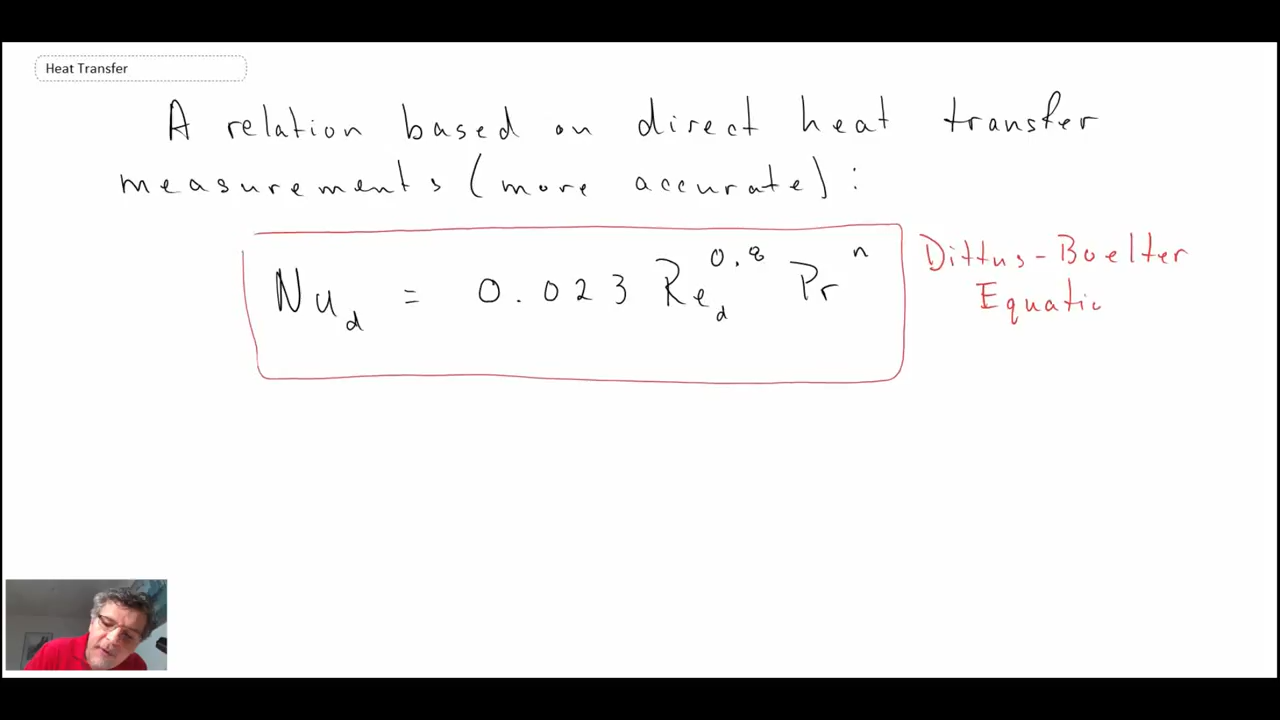 Heat Transfer
A relation based on direct heat transfer
measurements (more accurate):
Nu_d = 0.023 Re_d^0.8 Pr^n
Dittus-Boelter
Equatio